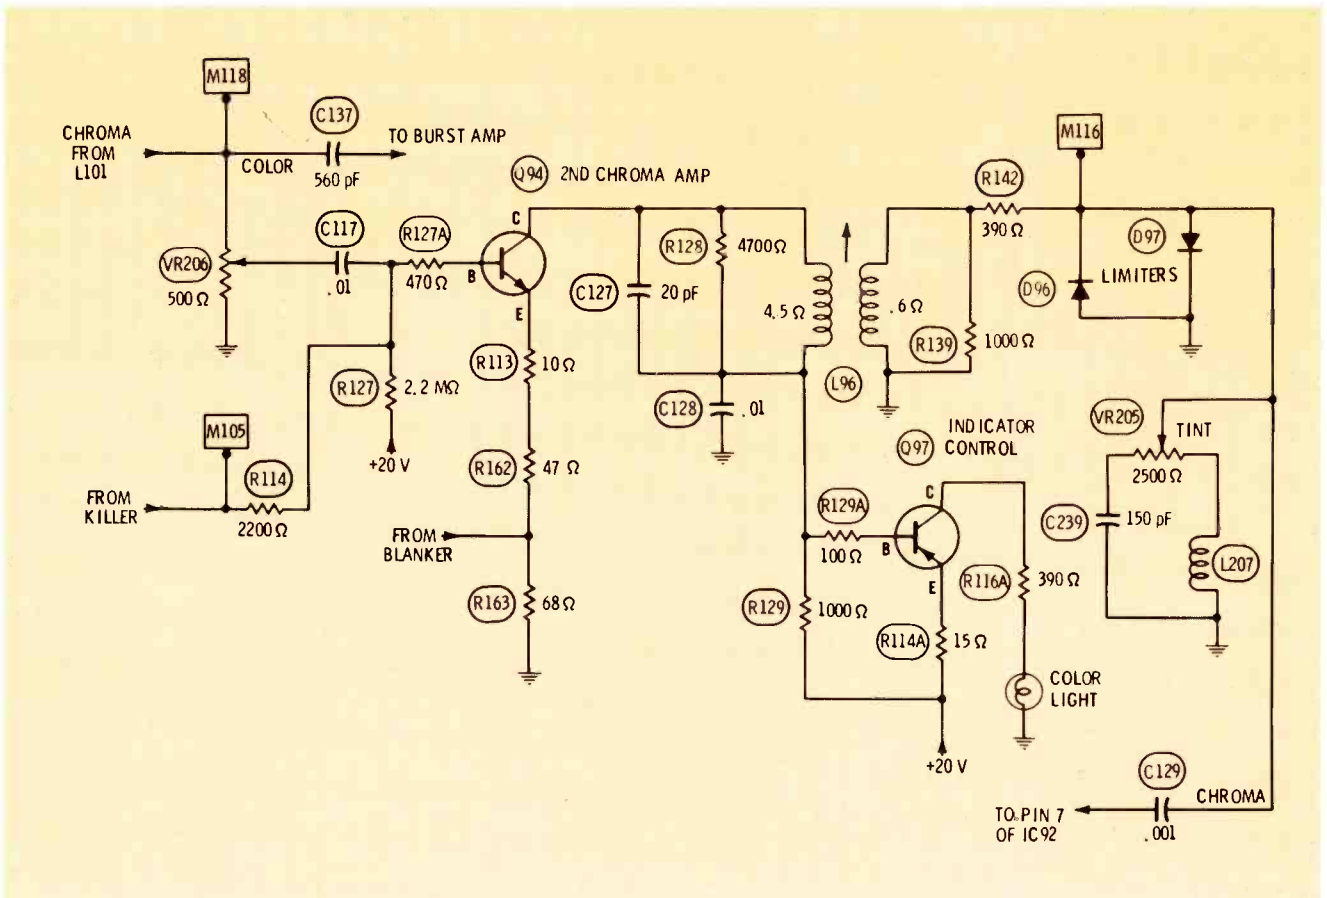 M118
C137
CHROMA
FROM
L101
TO BURST AMP
COLOR
560 pF
M116
Q94 2ND CHROMA AMP
R142
390 Ω
C
C117
R127A
VR206
500 Ω
.01
470 Ω
B
E
R128
4700 Ω
C127
20 pF
4.5 Ω
.6 Ω
D97
D96
LIMITERS
R139
1000 Ω
R113
10 Ω
R127
2.2 MΩ
L96
C128
.01
M105
+20 V
R114
FROM
KILLER
2200 Ω
R162
47 Ω
FROM
BLANKER
R163
68 Ω
Q97
INDICATOR
CONTROL
VR205
TINT
2500 Ω
C
R129A
100 Ω
B
E
C239
150 pF
L207
R116A
390 Ω
R129
1000 Ω
R114A
15 Ω
COLOR
LIGHT
+20 V
C129
CHROMA
TO PIN 7
OF IC92
.001